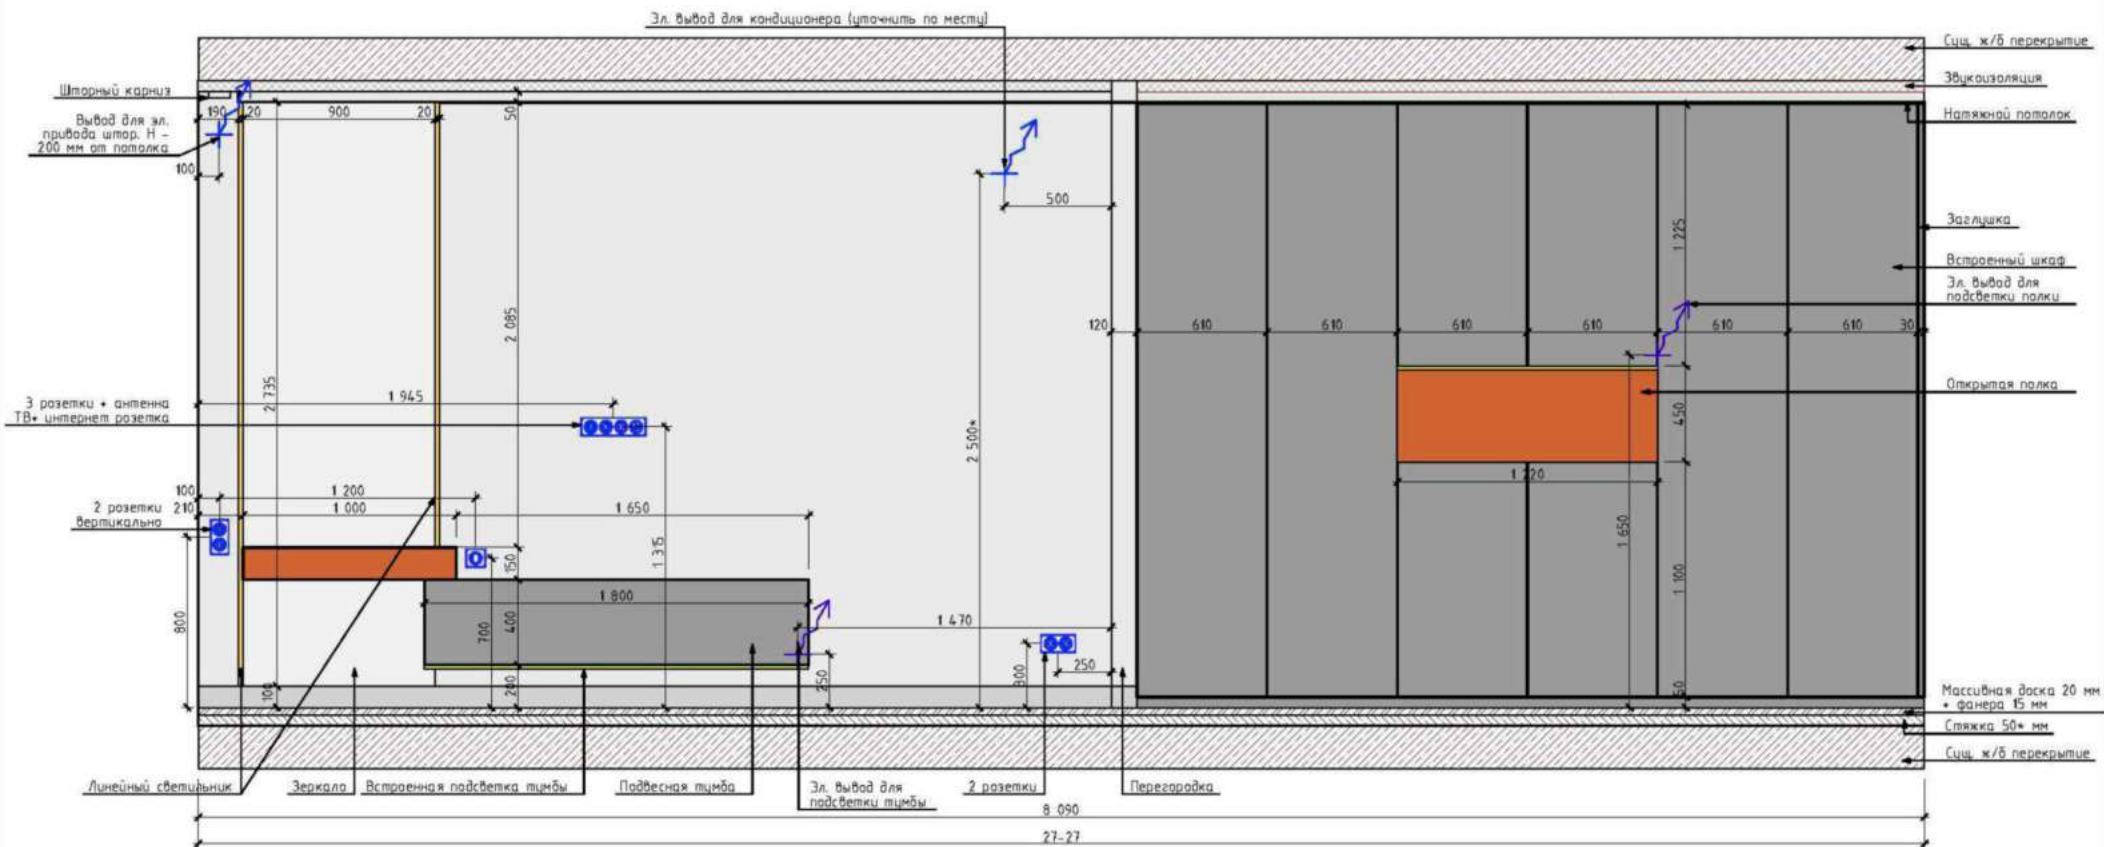 Эл. вывод для кондиционера (уточнить по месту)
Сущ. ж/б перекрытие
Звукоизоляция
Натяжной потолок
Шторный карниз
Вывод для эл.
привода штор. H -
200 мм от потолка
190 20 900 20 50
100
500
Заглушка
Встроенный шкаф
Эл. вывод для
подсветки полки
1 225
2 085
120 610 610 610 610 610 610 30
2 735
1 945
3 розетки + антенна
ТВ+ интернет розетка
Открытая полка
450
2 500*
1 220
100 1 200
2 розетки
вертикально
210 1 000 1 650
1 315
1 650
150
1 800
1 100
800
700
400
1 470
300
250
250
100
200
50
Массивная доска 20 мм
+ фанера 15 мм
Стяжка 50* мм
Сущ. ж/б перекрытие
Линейный светильник
Зеркало
Встроенная подсветка тумбы
Подвесная тумба
Эл. вывод для
подсветки тумбы
2 розетки
Перегородка
8 090
27-27